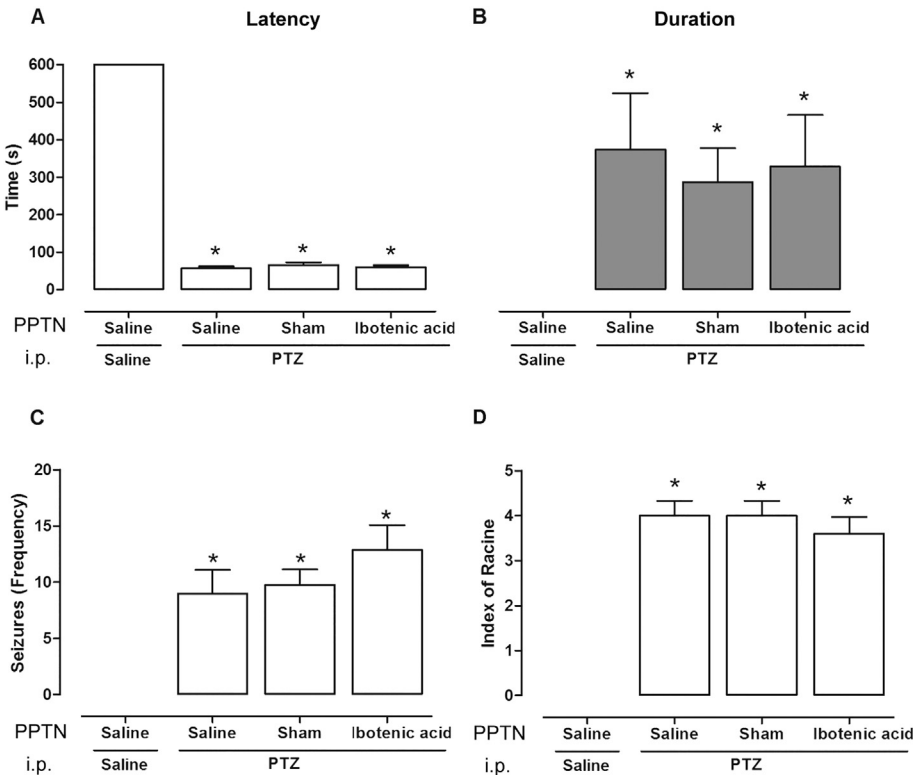 A
Latency
B
Duration
Time (s)
600
500
400
300
200
100
0
*
*
*
*
*
*
PPTN
Saline
Saline
Sham
Ibotenic acid
Saline
Saline
Sham
Ibotenic acid
i.p.
Saline
PTZ
Saline
PTZ
C
D
Seizures (Frequency)
20
15
10
5
0
*
*
*
Index of Racine
5
4
3
2
1
0
*
*
*
PPTN
Saline
Saline
Sham
Ibotenic acid
i.p.
Saline
PTZ
PPTN
Saline
Saline
Sham
Ibotenic acid
i.p.
Saline
PTZ